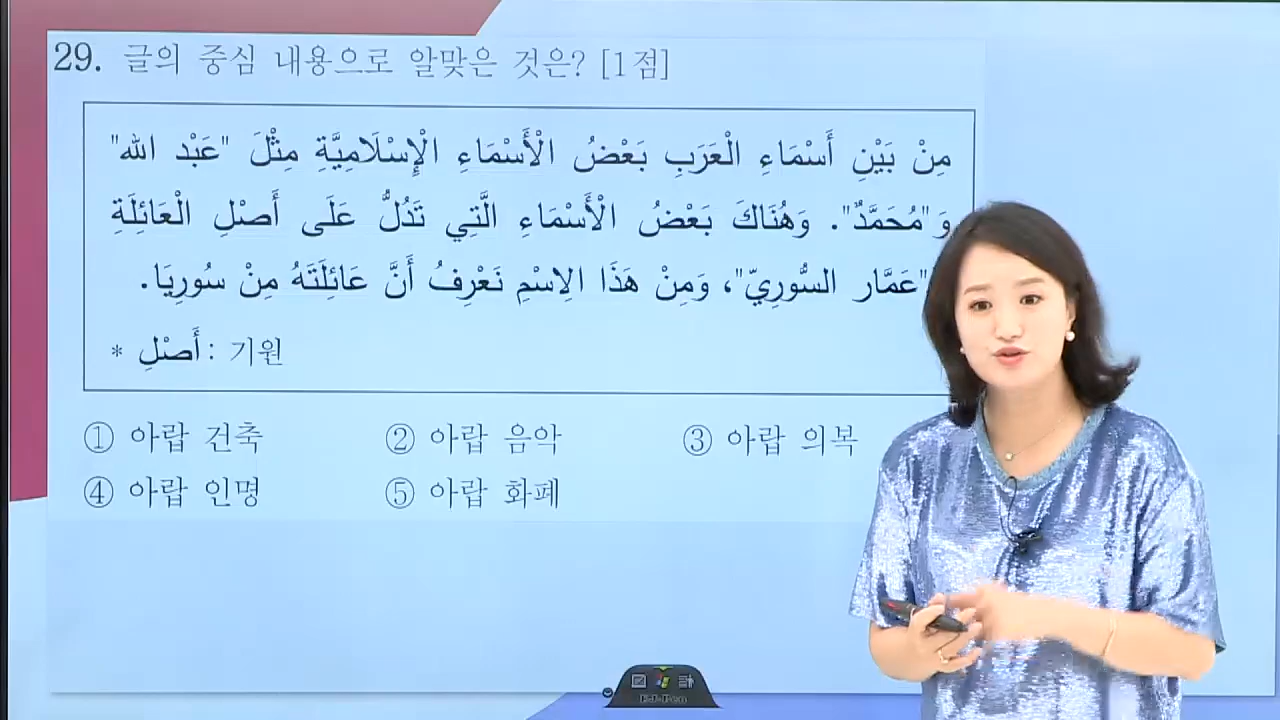 29. 글의 중심 내용으로 알맞은 것은? [1점]
مِنْ بَيْنِ أَسْمَاءِ الْعَرَبِ بَعْضُ الْأَسْمَاءِ الْإِسْلَامِيَّةِ مِثْلَ "عَبْد الله"
وَ"مُحَمَّدٌ". وَهُنَاكَ بَعْضُ الْأَسْمَاءِ الَّتِي تَدُلُّ عَلَى أَصْلِ الْعَائِلَةِ
"عَمَّار السُّورِيّ"، وَمِنْ هَذَا الِاسْمِ نَعْرِفُ أَنَّ عَائِلَتَهُ مِنْ سُورِيَا.
* أَصْلِ : 기원
① 아랍 건축 ② 아랍 음악 ③ 아랍 의복
④ 아랍 인명 ⑤ 아랍 화폐